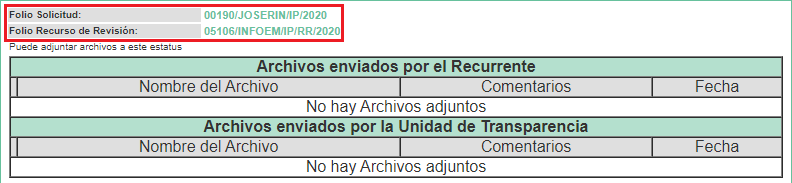 Folio Solicitud: 00190/JOSERIN/IP/2020
Folio Recurso de Revisión: 05106/INFOEM/IP/RR/2020
Puede adjuntar archivos a este estatus
Archivos enviados por el Recurrente
Nombre del Archivo Comentarios Fecha
No hay Archivos adjuntos
Archivos enviados por la Unidad de Transparencia
Nombre del Archivo Comentarios Fecha
No hay Archivos adjuntos